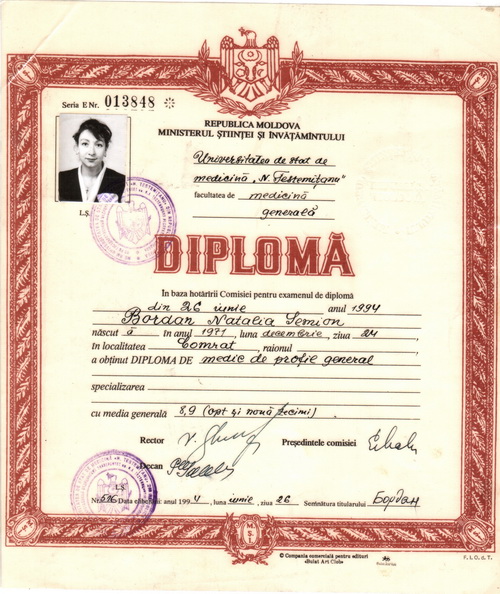 Seria E Nr. 013848
REPUBLICA MOLDOVA
MINISTERUL ŞTIINŢEI ŞI ÎNVĂŢĂMÎNTULUI
Universitatea de stat de
medicină „N. Testemiţanu"
facultatea de medicină
generală
L.Ş.
DIPLOMĂ
În baza hotărîrii Comisiei pentru examenul de diplomă
din 26 iunie anul 1994
Bordan Natalia Semion
născut ă în anul 1971, luna decembrie, ziua 24
în localitatea Comrat, raionul
a obţinut DIPLOMA DE medic de profil general
specializarea
cu media generală 8,9 (opt şi nouă zecimi)
Rector
Preşedintele comisiei
Decan
L.Ş.
Nr. Data eliberării: anul 1994, luna iunie, ziua 26 Semnătura titularului Бордан
© Compania comercială pentru editori
«Bulat Art Club»
F.I.O.d.T.